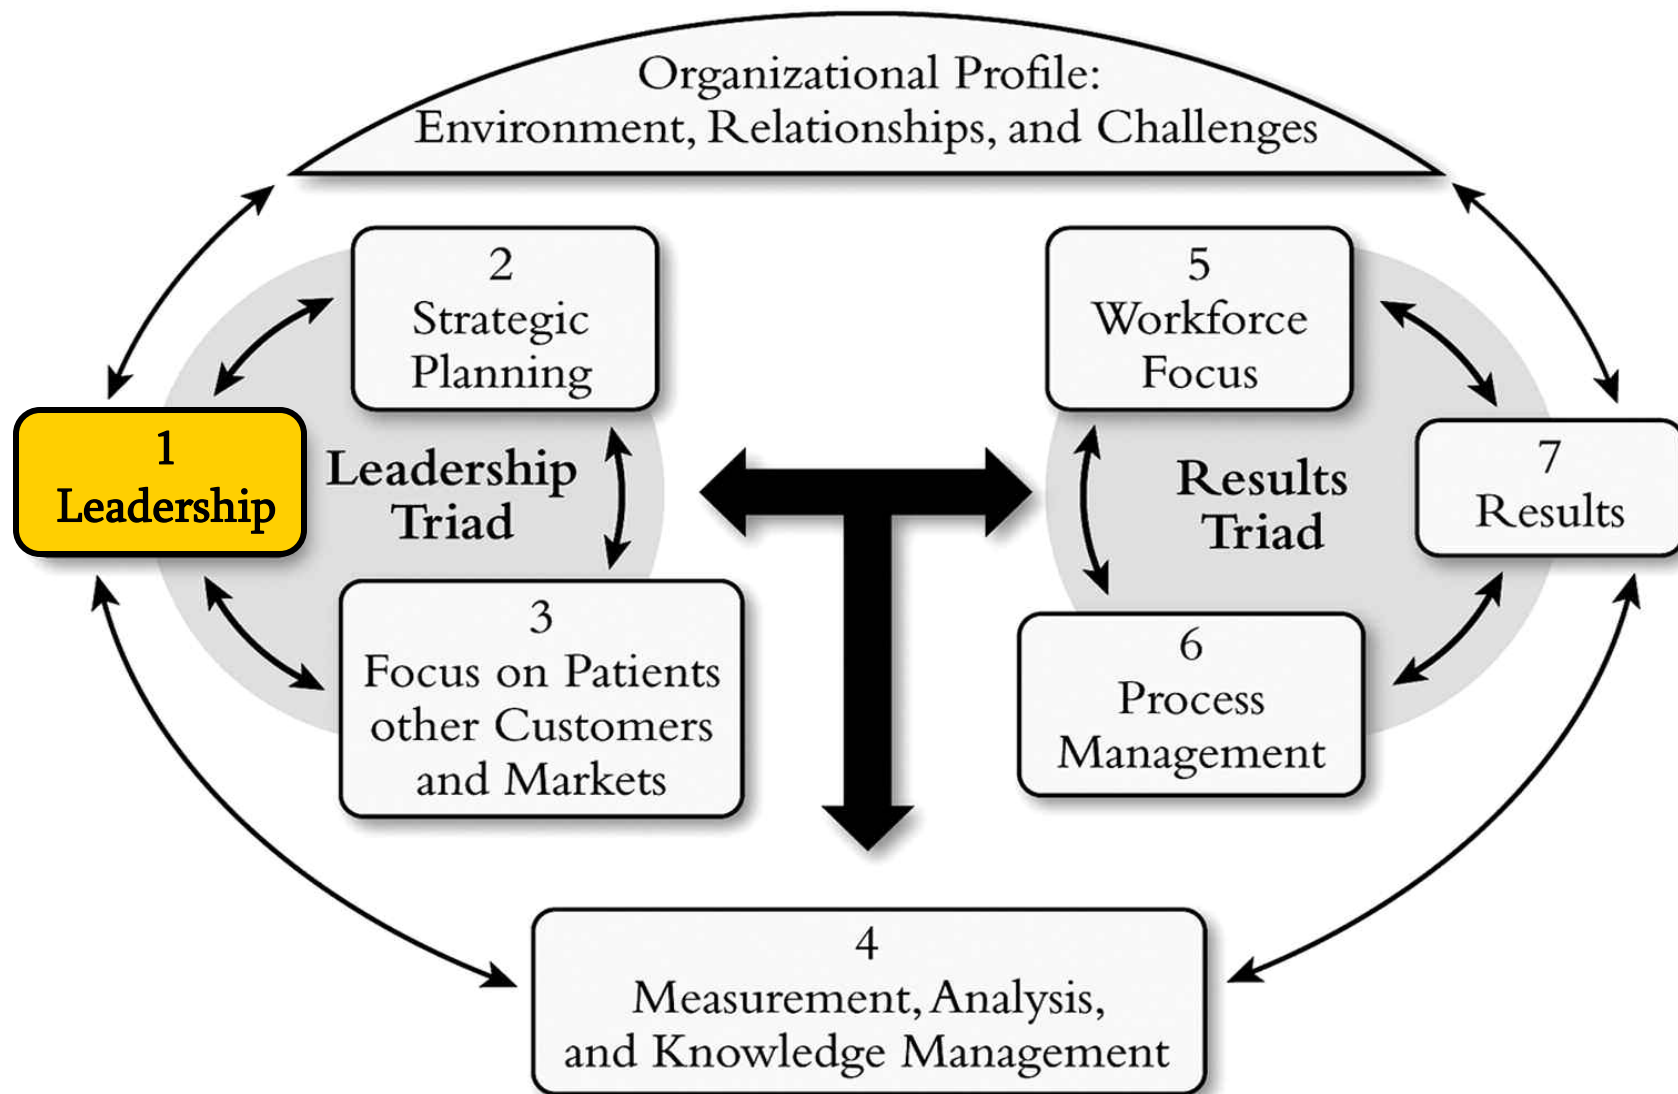 Organizational Profile:
Environment, Relationships, and Challenges
2
Strategic
Planning
5
Workforce
Focus
1
Leadership
Leadership
Triad
Results
Triad
7
Results
3
Focus on Patients
other Customers
and Markets
6
Process
Management
4
Measurement, Analysis,
and Knowledge Management